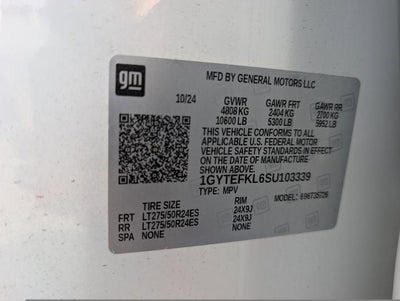 gm
MFD BY GENERAL MOTORS LLC
10/24 GVWR GAWR FRT GAWR RR
4808 KG 2404 KG 2700 KG
10600 LB 5300 LB 5952 LB
THIS VEHICLE CONFORMS TO ALL
APPLICABLE U.S. FEDERAL MOTOR
VEHICLE SAFETY STANDARDS IN EFFECT
ON THE DATE OF MANUFACTURE
SHOWN ABOVE.
1GYTEFKL6SU103339
TYPE: MPV MODEL:
TIRE SIZE RIM
FRT LT275/50R24ES 24X9J
RR LT275/50R24ES 24X9J
SPA NONE NONE